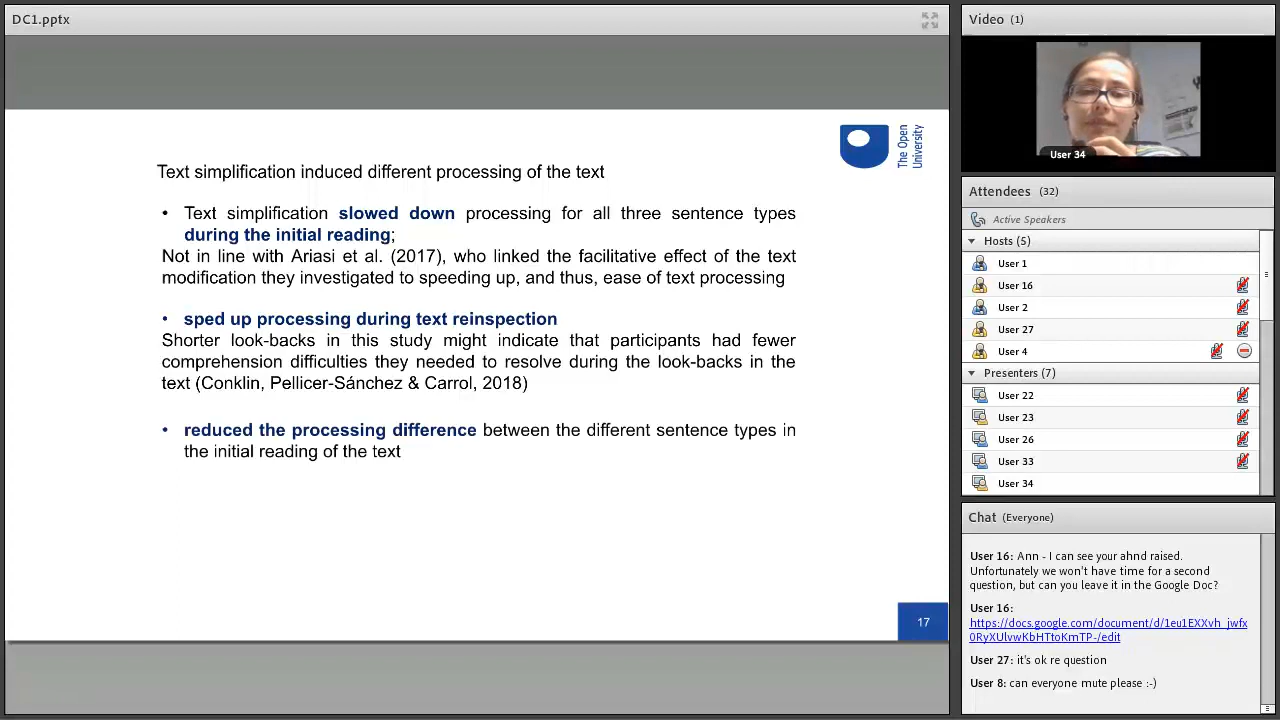 DC1.pptx
The Open
University
Text simplification induced different processing of the text
• Text simplification slowed down processing for all three sentence types
during the initial reading;
Not in line with Ariasi et al. (2017), who linked the facilitative effect of the text
modification they investigated to speeding up, and thus, ease of text processing
• sped up processing during text reinspection
Shorter look-backs in this study might indicate that participants had fewer
comprehension difficulties they needed to resolve during the look-backs in the
text (Conklin, Pellicer-Sánchez & Carrol, 2018)
• reduced the processing difference between the different sentence types in
the initial reading of the text
17
Video (1)
User 34
Attendees (32)
Active Speakers
Hosts (5)
User 1
User 16
User 2
User 27
User 4
Presenters (7)
User 22
User 23
User 26
User 33
User 34
Chat (Everyone)
User 16: Ann - I can see your ahnd raised.
Unfortunately we won't have time for a second
question, but can you leave it in the Google Doc?
User 16:
https://docs.google.com/document/d/1eu1EXXvh_jwfx
0RyXUlvwKbHTtoKmTP-/edit
User 27: it's ok re question
User 8: can everyone mute please :-)